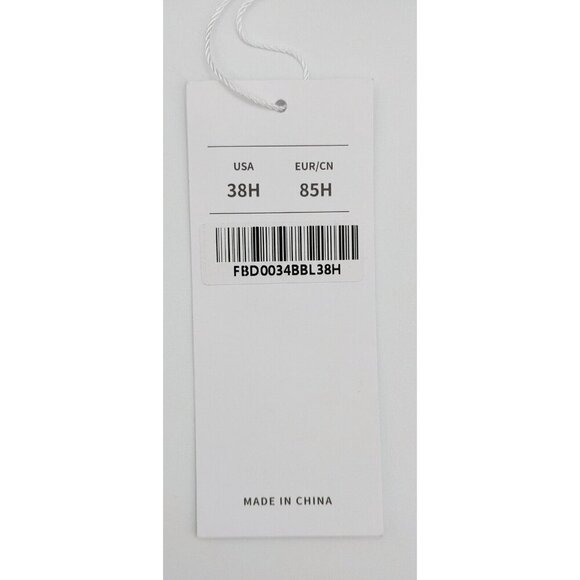 USA EUR/CN
38H 85H
FBD0034BBL38H
MADE IN CHINA